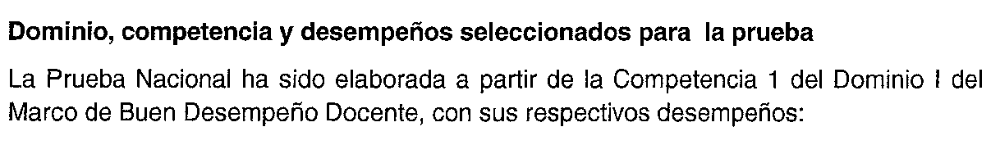 Dominio, competencia y desempeños seleccionados para la prueba
La Prueba Nacional ha sido elaborada a partir de la Competencia 1 del Dominio I del
Marco de Buen Desempeño Docente, con sus respectivos desempeños: